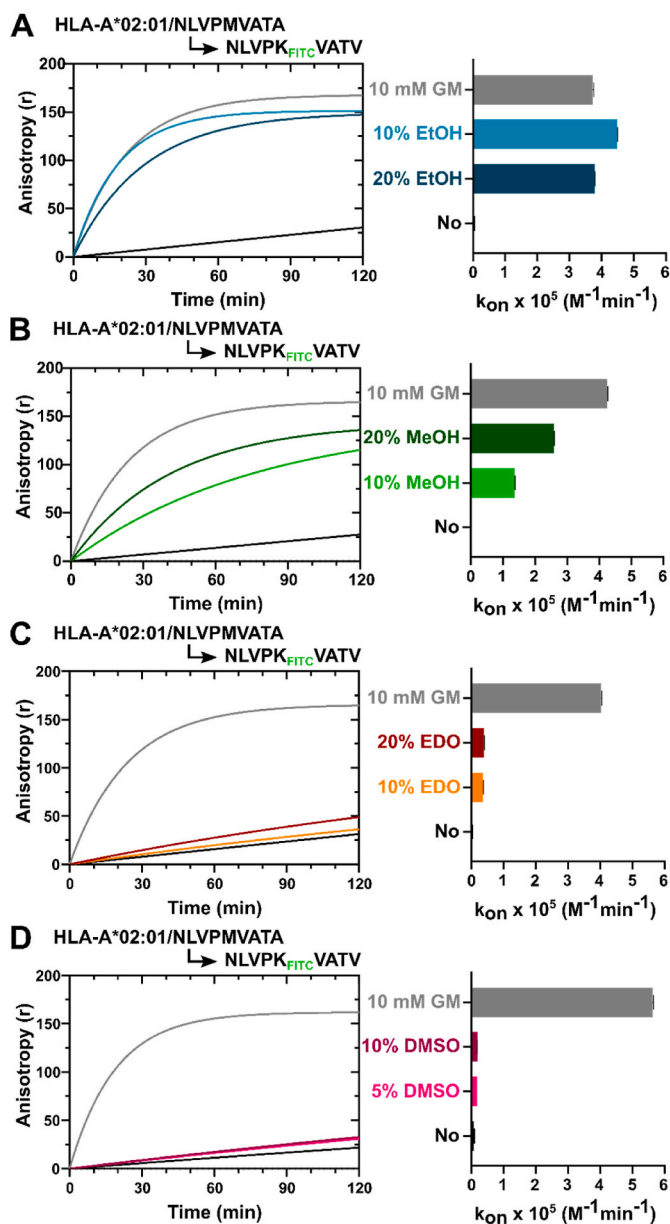 A
HLA-A*02:01/NLVPMVATA
NLVPKFITCVATV
Anisotropy (r)
200
150
100
50
0
0 30 60 90 120
Time (min)
10 mM GM
10% EtOH
20% EtOH
No
0 1 2 3 4 5 6
kon x 10⁵ (M⁻¹min⁻¹)
B
HLA-A*02:01/NLVPMVATA
NLVPKFITCVATV
Anisotropy (r)
200
150
100
50
0
0 30 60 90 120
Time (min)
10 mM GM
20% MeOH
10% MeOH
No
0 1 2 3 4 5 6
kon x 10⁵ (M⁻¹min⁻¹)
C
HLA-A*02:01/NLVPMVATA
NLVPKFITCVATV
Anisotropy (r)
200
150
100
50
0
0 30 60 90 120
Time (min)
10 mM GM
20% EDO
10% EDO
No
0 1 2 3 4 5 6
kon x 10⁵ (M⁻¹min⁻¹)
D
HLA-A*02:01/NLVPMVATA
NLVPKFITCVATV
Anisotropy (r)
200
150
100
50
0
0 30 60 90 120
Time (min)
10 mM GM
10% DMSO
5% DMSO
No
0 1 2 3 4 5 6
kon x 10⁵ (M⁻¹min⁻¹)